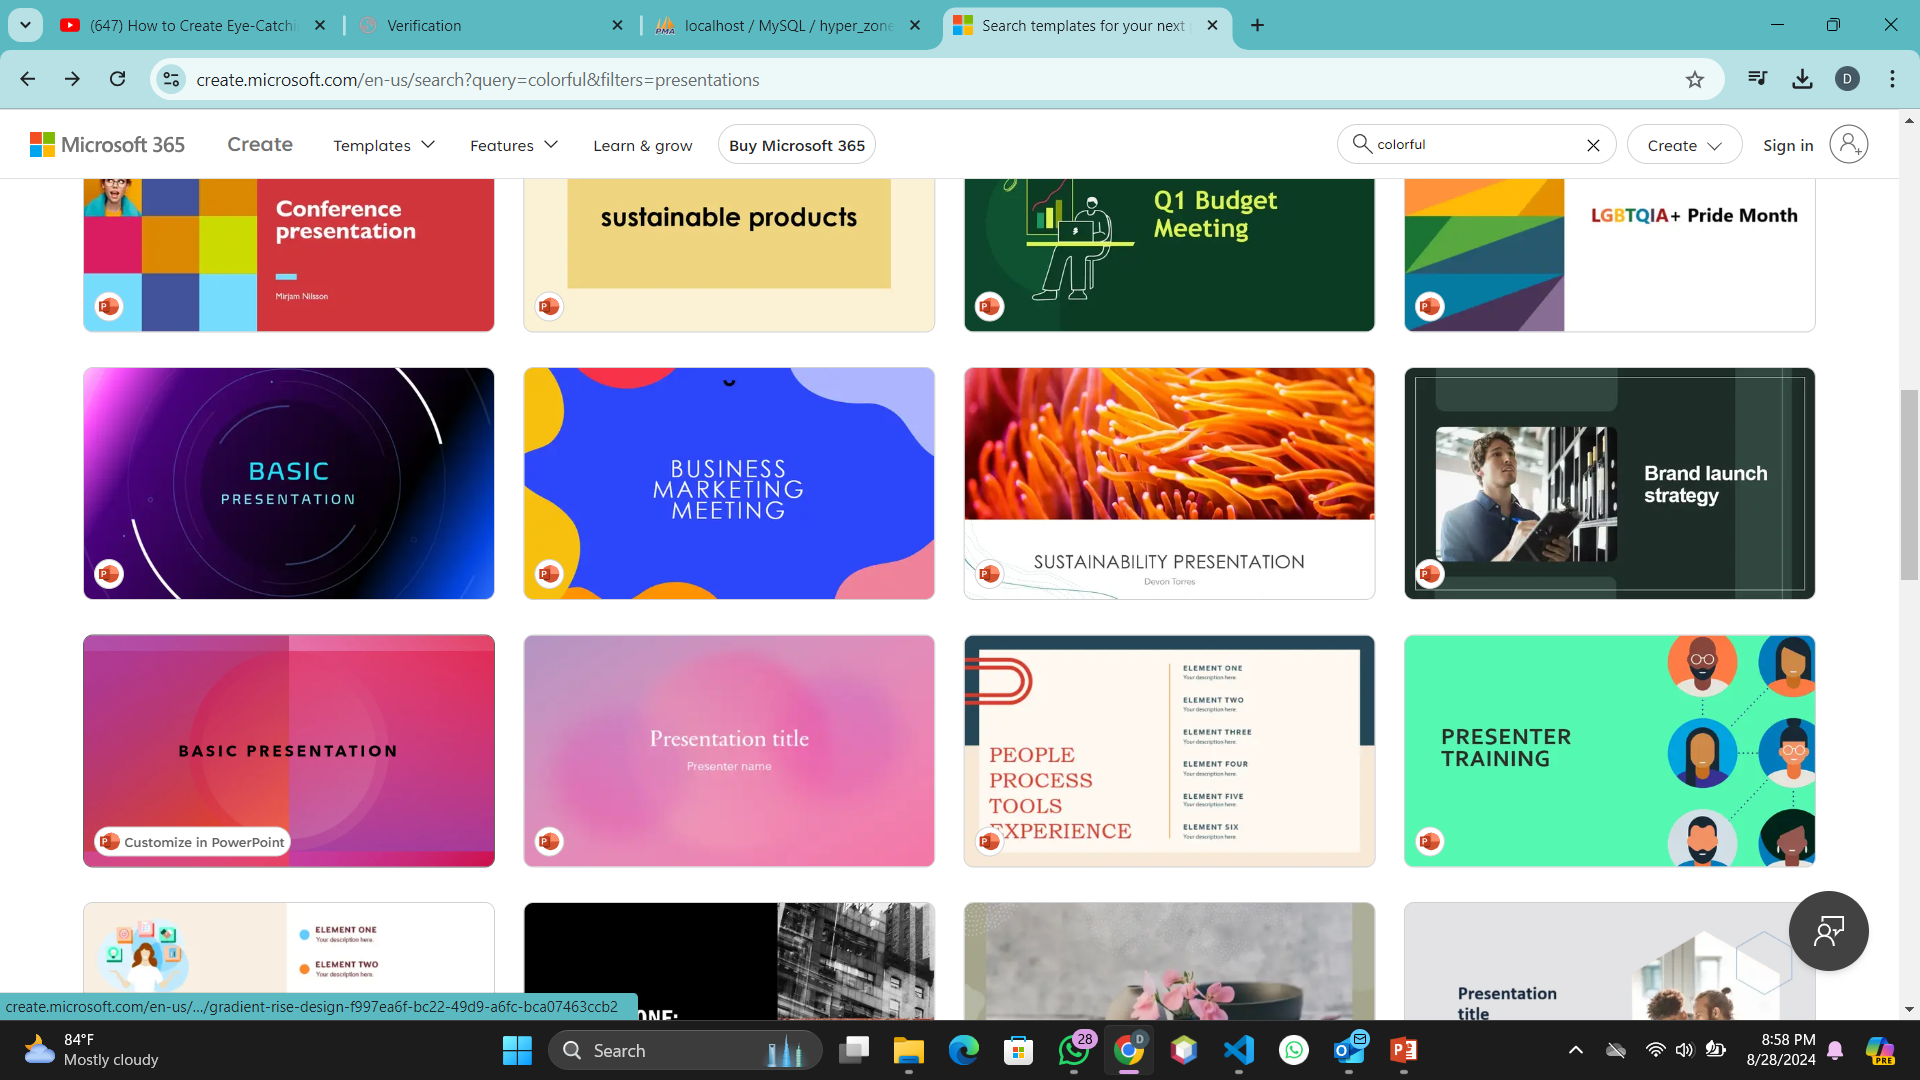 (647) How to Create Eye-Catchi
Verification
localhost / MySQL / hyper_zone
Search templates for your next
create.microsoft.com/en-us/search?query=colorful&filters=presentations
D
Microsoft 365
Create
Templates
Features
Learn & grow
Buy Microsoft 365
colorful
Create
Sign in
Conference
presentation
Mirjam Nilsson
sustainable products
Q1 Budget
Meeting
LGBTQIA+ Pride Month
BASIC
PRESENTATION
BUSINESS
MARKETING
MEETING
SUSTAINABILITY PRESENTATION
Devon Torres
Brand launch
strategy
BASIC PRESENTATION
Customize in PowerPoint
Presentation title
Presenter name
PEOPLE
PROCESS
TOOLS
EXPERIENCE
ELEMENT ONE
Your description here.
ELEMENT TWO
Your description here.
ELEMENT THREE
Your description here.
ELEMENT FOUR
Your description here.
ELEMENT FIVE
Your description here.
ELEMENT SIX
Your description here.
PRESENTER
TRAINING
ELEMENT ONE
Your description here.
ELEMENT TWO
Your description here.
ONE:
Presentation
title
create.microsoft.com/en-us/.../gradient-rise-design-f997ea6f-bc22-49d9-a6fc-bca07463ccb2
84°F
Mostly cloudy
Search
28
D
8:58 PM
8/28/2024
PRE